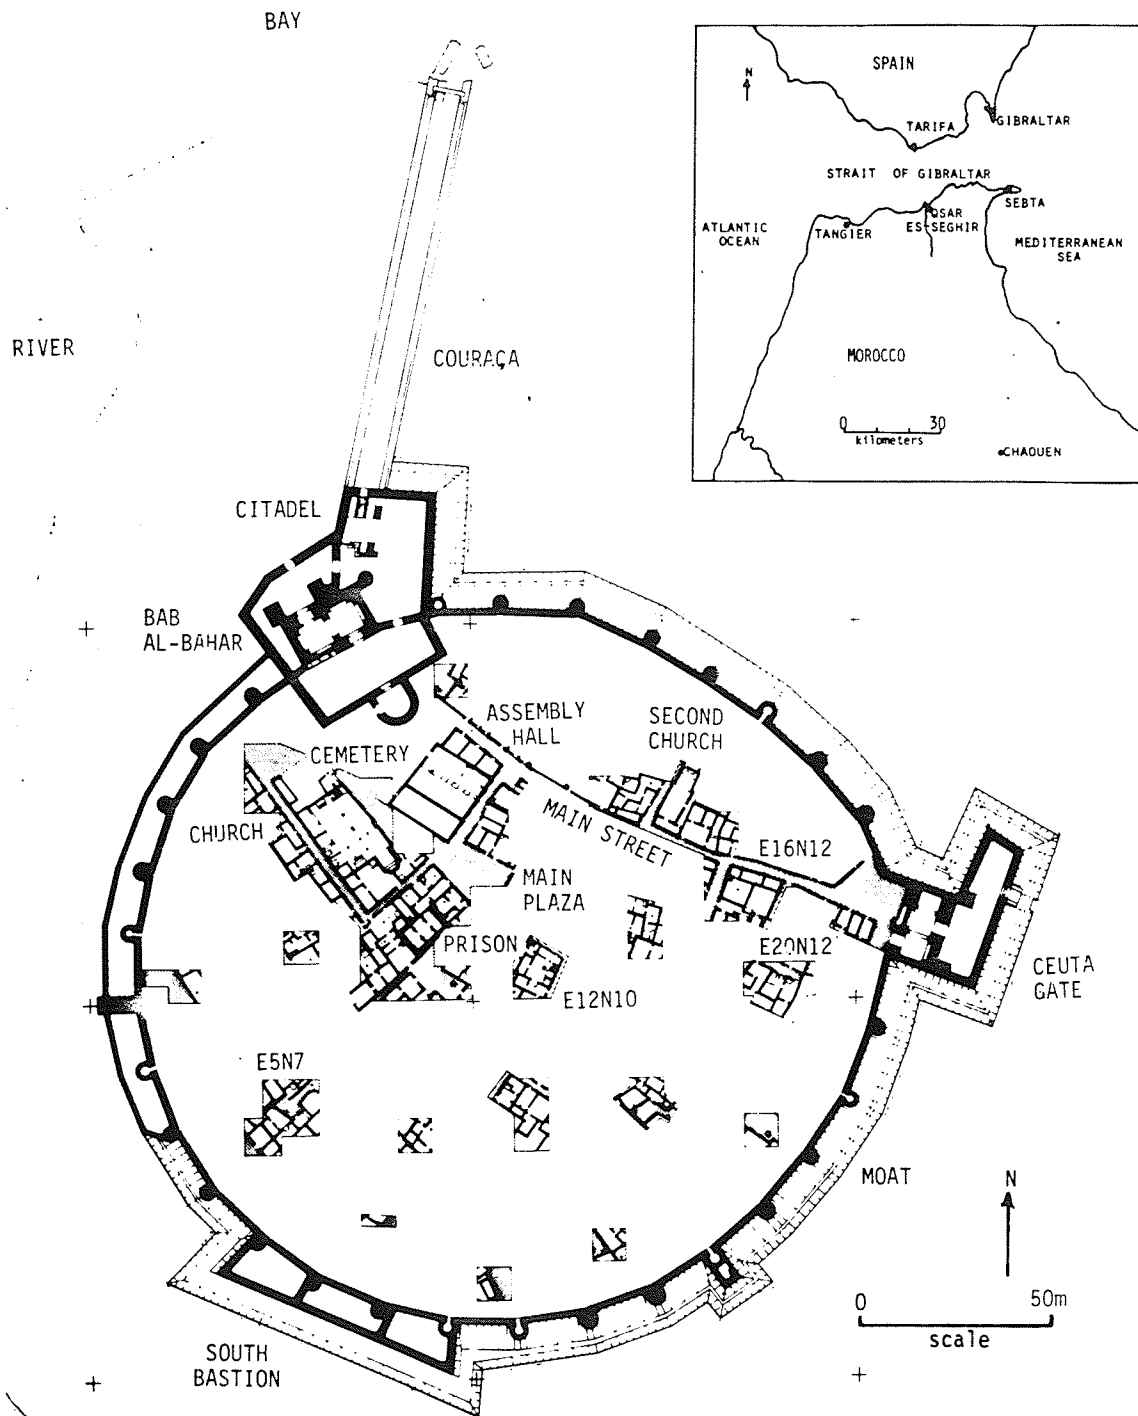 BAY
N
SPAIN
TARIFA
GIBRALTAR
STRAIT OF GIBRALTAR
SEBTA
QSAR
ES-SEGHIR
TANGIER
ATLANTIC
OCEAN
MEDITERRANEAN
SEA
MOROCCO
0 30
kilometers
CHAOUEN
RIVER
COURAÇA
CITADEL
BAB
AL-BAHAR
ASSEMBLY
HALL
SECOND
CHURCH
CEMETERY
CHURCH
MAIN STREET
E16N12
MAIN
PLAZA
PRISON
E20N12
E12N10
CEUTA
GATE
E5N7
MOAT
N
0 50m
scale
SOUTH
BASTION